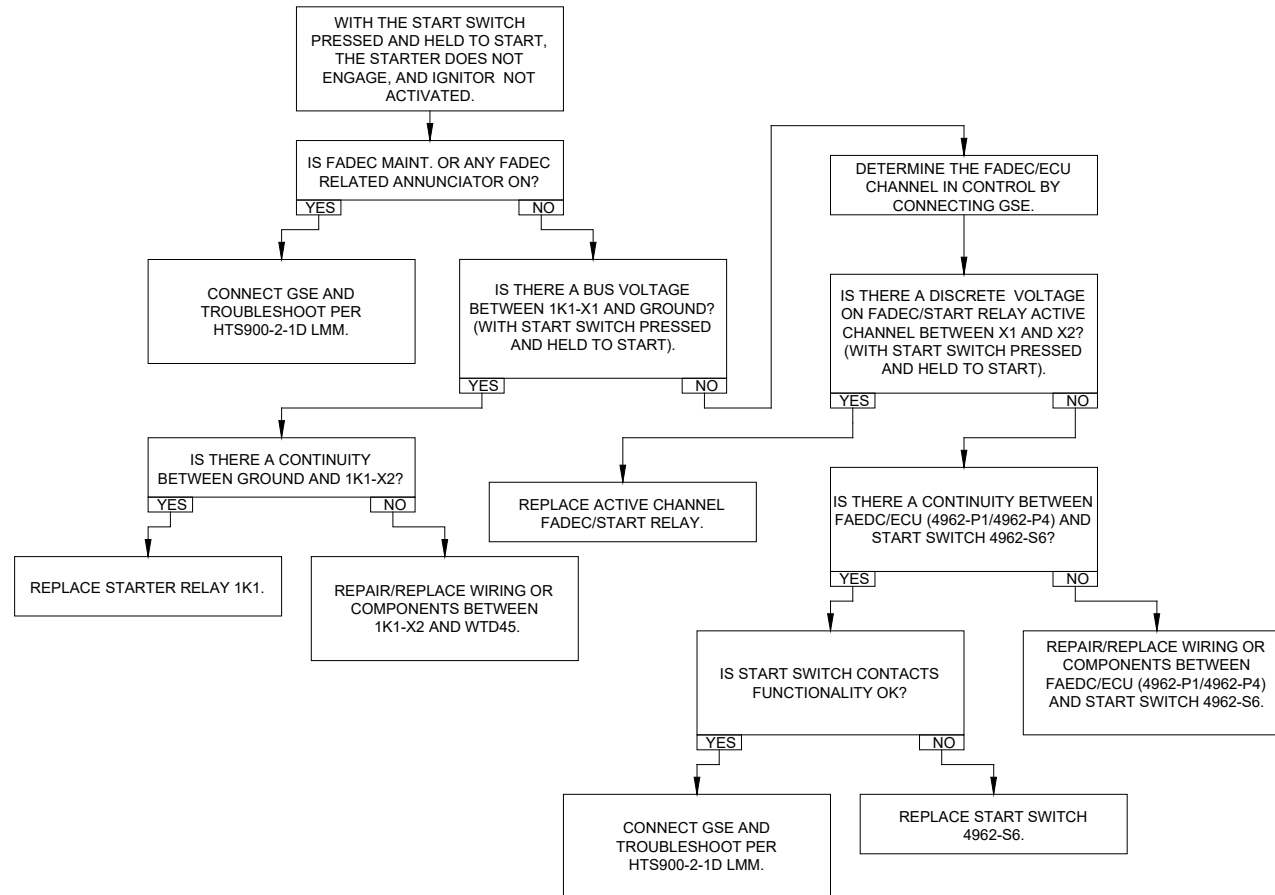 WITH THE START SWITCH
PRESSED AND HELD TO START,
THE STARTER DOES NOT
ENGAGE, AND IGNITOR NOT
ACTIVATED.
IS FADEC MAINT. OR ANY FADEC
RELATED ANNUNCIATOR ON?
YES
NO
CONNECT GSE AND
TROUBLESHOOT PER
HTS900-2-1D LMM.
IS THERE A BUS VOLTAGE
BETWEEN 1K1-X1 AND GROUND?
(WITH START SWITCH PRESSED
AND HELD TO START).
YES
NO
IS THERE A CONTINUITY
BETWEEN GROUND AND 1K1-X2?
YES
NO
REPLACE STARTER RELAY 1K1.
REPAIR/REPLACE WIRING OR
COMPONENTS BETWEEN
1K1-X2 AND WTD45.
DETERMINE THE FADEC/ECU
CHANNEL IN CONTROL BY
CONNECTING GSE.
IS THERE A DISCRETE VOLTAGE
ON FADEC/START RELAY ACTIVE
CHANNEL BETWEEN X1 AND X2?
(WITH START SWITCH PRESSED
AND HELD TO START).
YES
NO
REPLACE ACTIVE CHANNEL
FADEC/START RELAY.
IS THERE A CONTINUITY BETWEEN
FAEDC/ECU (4962-P1/4962-P4) AND
START SWITCH 4962-S6?
YES
NO
IS START SWITCH CONTACTS
FUNCTIONALITY OK?
YES
NO
REPAIR/REPLACE WIRING OR
COMPONENTS BETWEEN
FAEDC/ECU (4962-P1/4962-P4)
AND START SWITCH 4962-S6.
CONNECT GSE AND
TROUBLESHOOT PER
HTS900-2-1D LMM.
REPLACE START SWITCH
4962-S6.